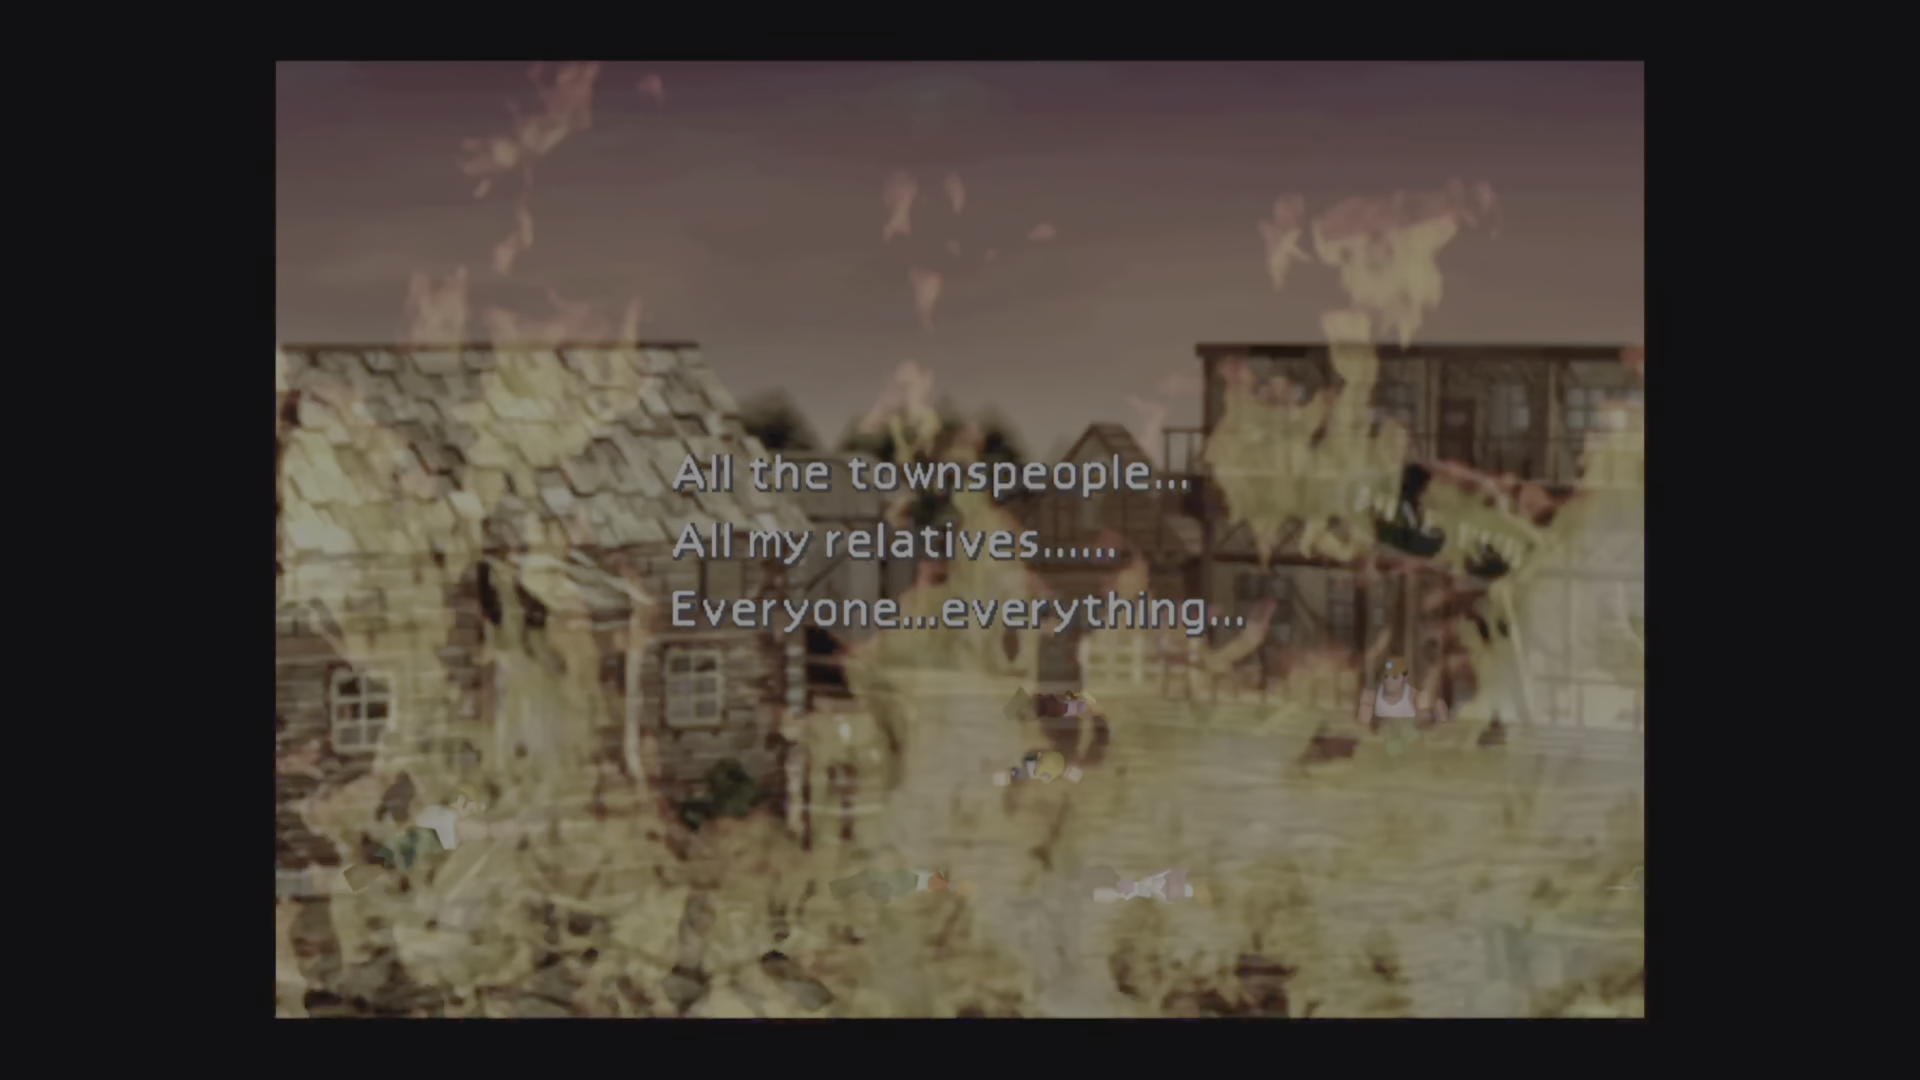 All the townspeople...
All my relatives......
Everyone...everything...